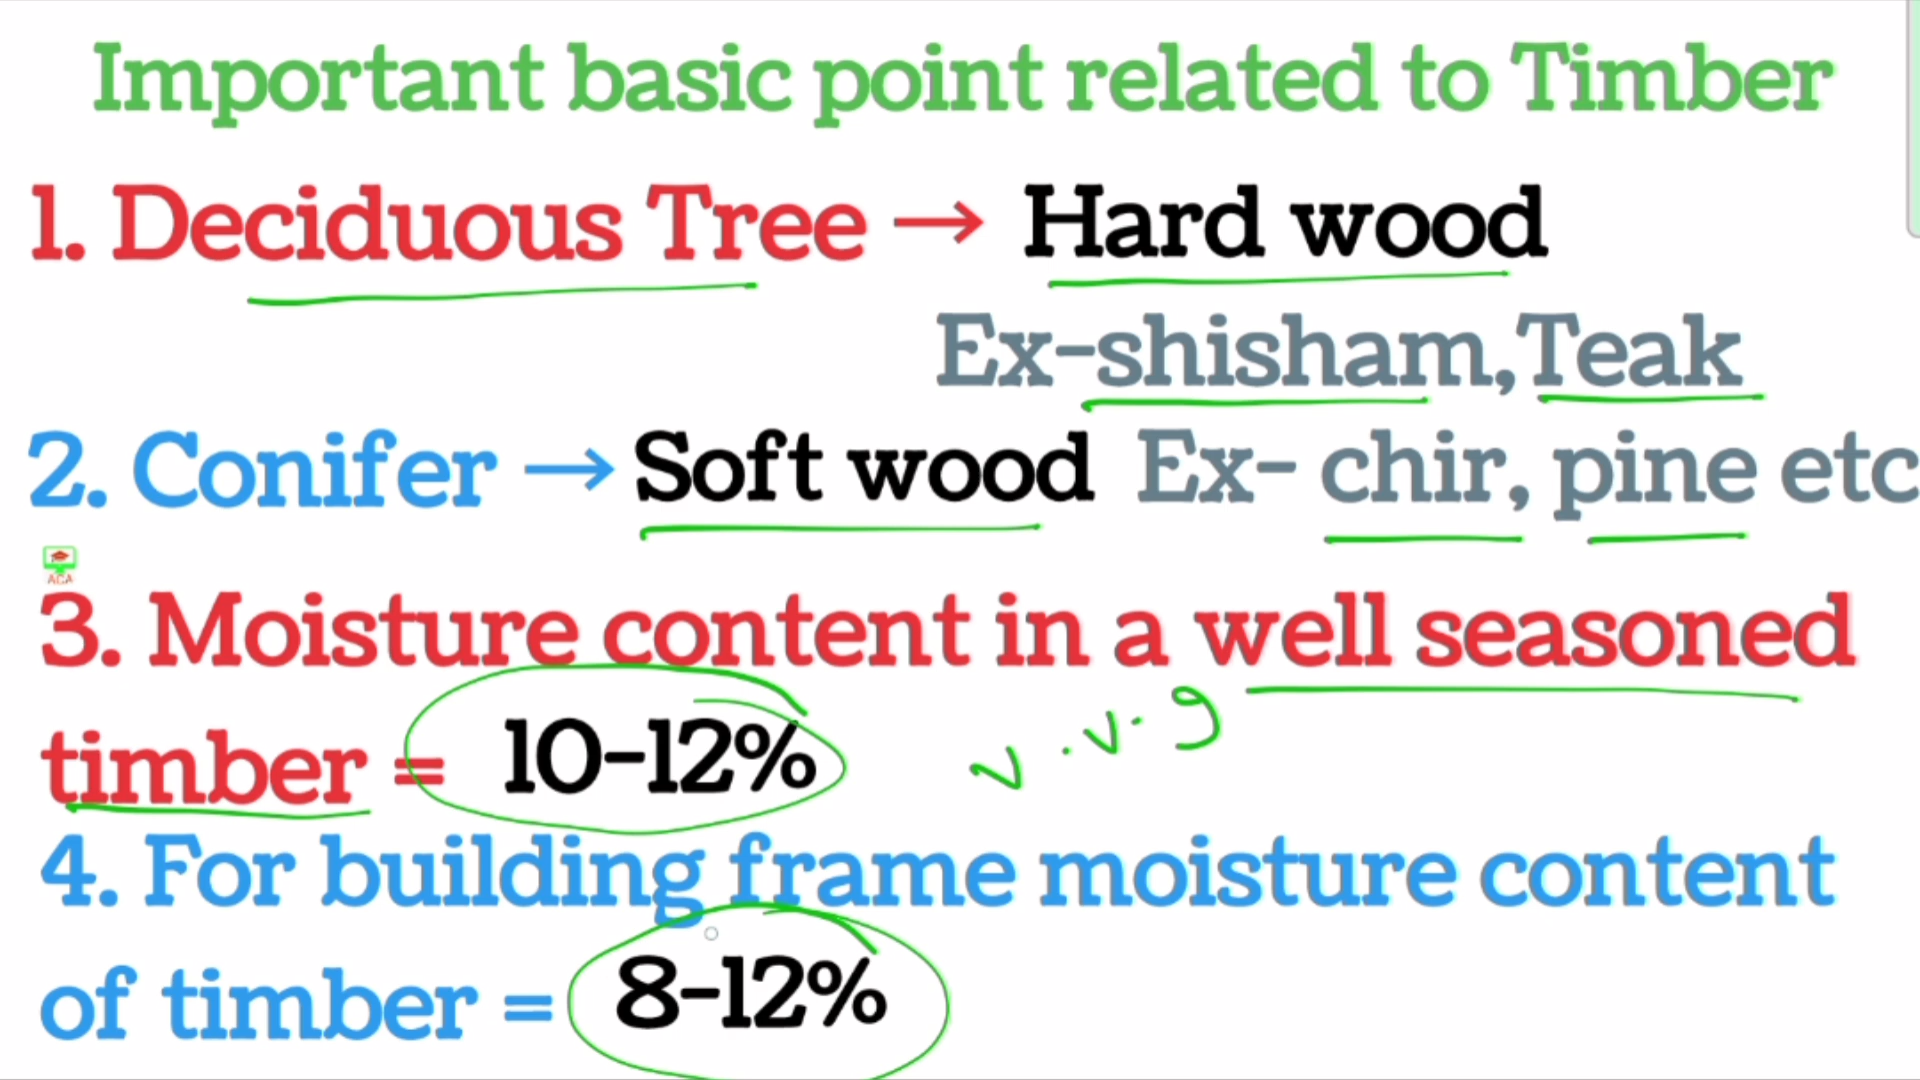 Important basic point related to Timber
1. Deciduous Tree → Hard wood
Ex-shisham,Teak
2. Conifer → Soft wood Ex- chir, pine etc
ACA
3. Moisture content in a well seasoned
timber = 10-12%
v.v.g
4. For building frame moisture content
of timber = 8-12%